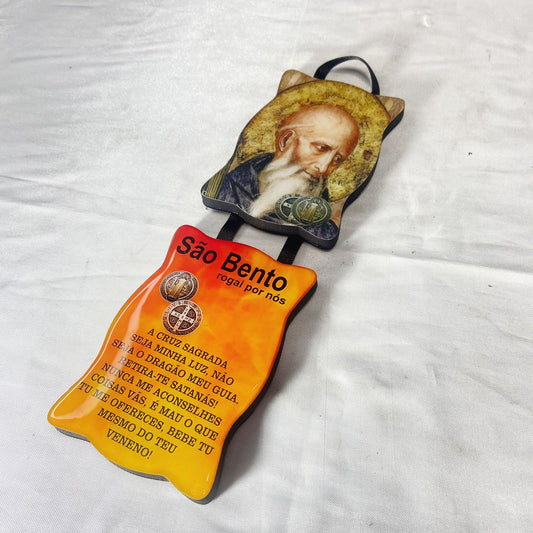 São Bento
rogai por nós
A CRUZ SAGRADA
SEJA MINHA LUZ, NÃO
SEJA O DRAGÃO MEU GUIA.
RETIRA-TE SATANÁS!
NUNCA ME ACONSELHES
COISAS VÃS, É MAU O QUE
TU ME OFERECES, BEBE TU
MESMO DO TEU
VENENO!